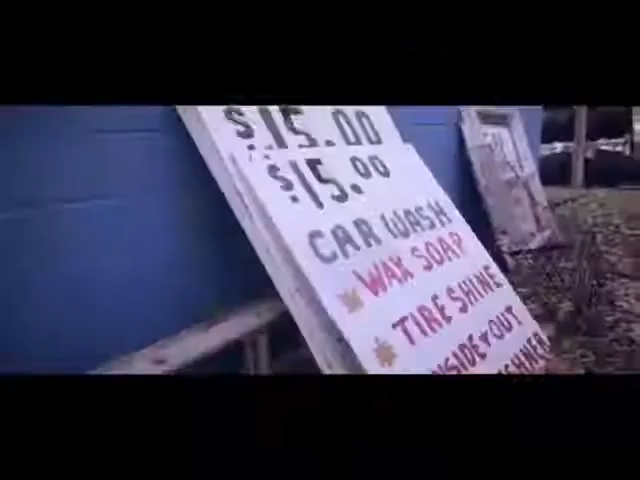 $15.00
$15.00
CAR WASH
WAX SOAP
TIRE SHINE
INSIDE & OUT